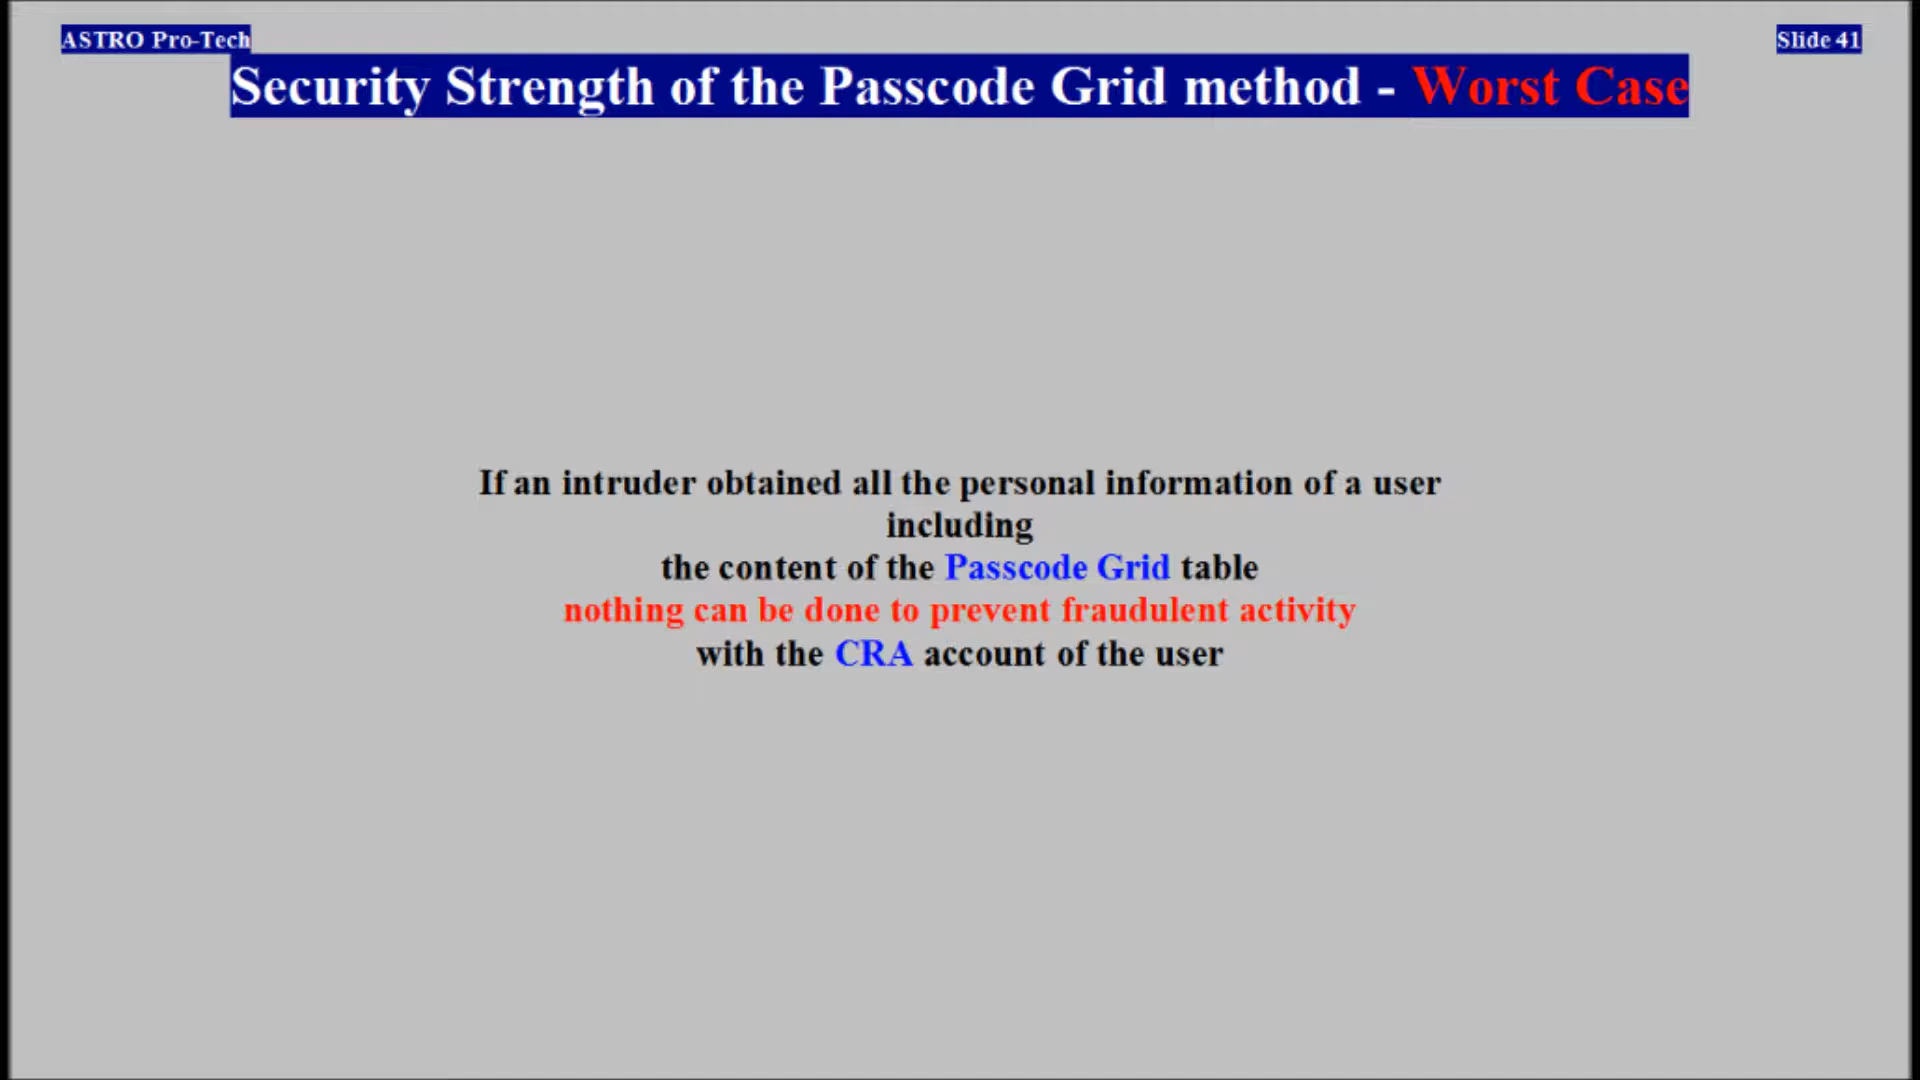 ASTRO Pro-Tech
Slide 41
Security Strength of the Passcode Grid method - Worst Case
If an intruder obtained all the personal information of a user
including
the content of the Passcode Grid table
nothing can be done to prevent fraudulent activity
with the CRA account of the user